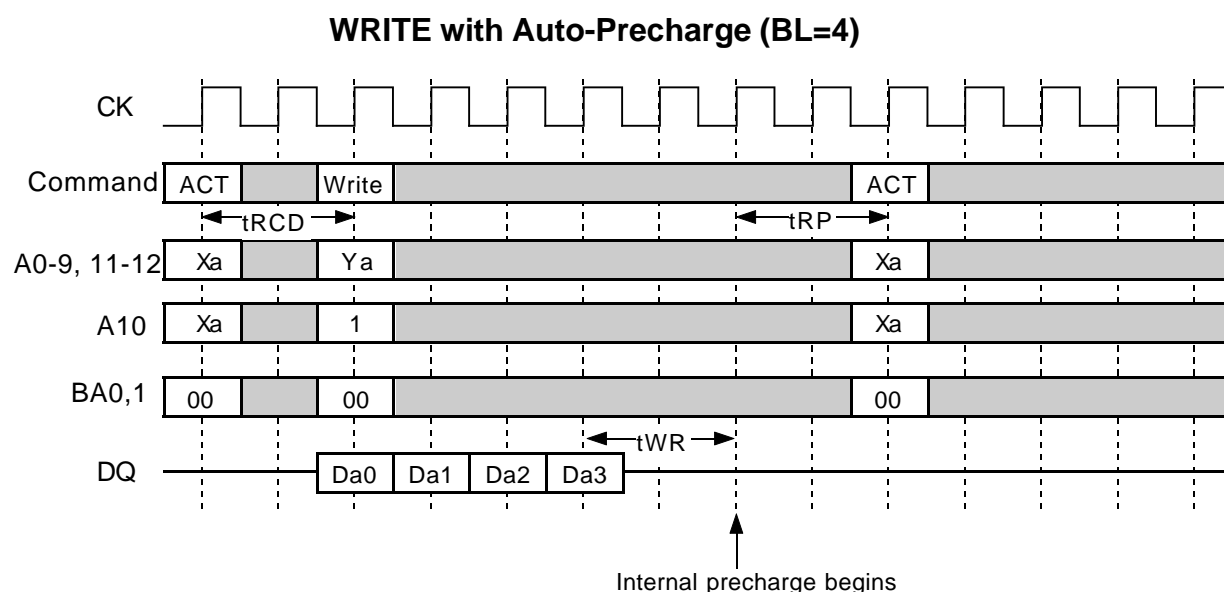 WRITE with Auto-Precharge (BL=4)
CK
Command ACT Write ACT
tRCD tRP
A0-9, 11-12 Xa Ya Xa
A10 Xa 1 Xa
BA0,1 00 00 00
tWR
DQ Da0 Da1 Da2 Da3
Internal precharge begins